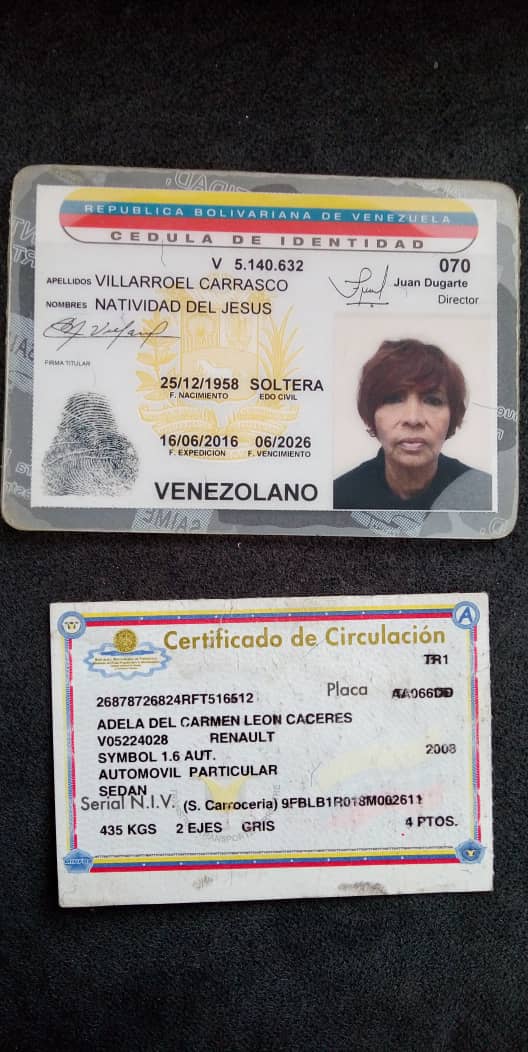 REPUBLICA BOLIVARIANA DE VENEZUELA
CEDULA DE IDENTIDAD
V 5.140.632 070
APELLIDOS VILLARROEL CARRASCO Juan Dugarte
NOMBRES NATIVIDAD DEL JESUS Director
FIRMA TITULAR
25/12/1958 SOLTERA
F. NACIMIENTO EDO CIVIL
16/06/2016 06/2026
F. EXPEDICION F. VENCIMIENTO
VENEZOLANO
Certificado de Circulación
TR1
26878726824RFT516512 Placa AA066DD
ADELA DEL CARMEN LEON CACERES
V05224028 RENAULT
SYMBOL 1.6 AUT. 2008
AUTOMOVIL PARTICULAR
SEDAN
Serial N.I.V. (S. Carroceria) 9FBLB1R018M002611
435 KGS 2 EJES GRIS 4 PTOS.